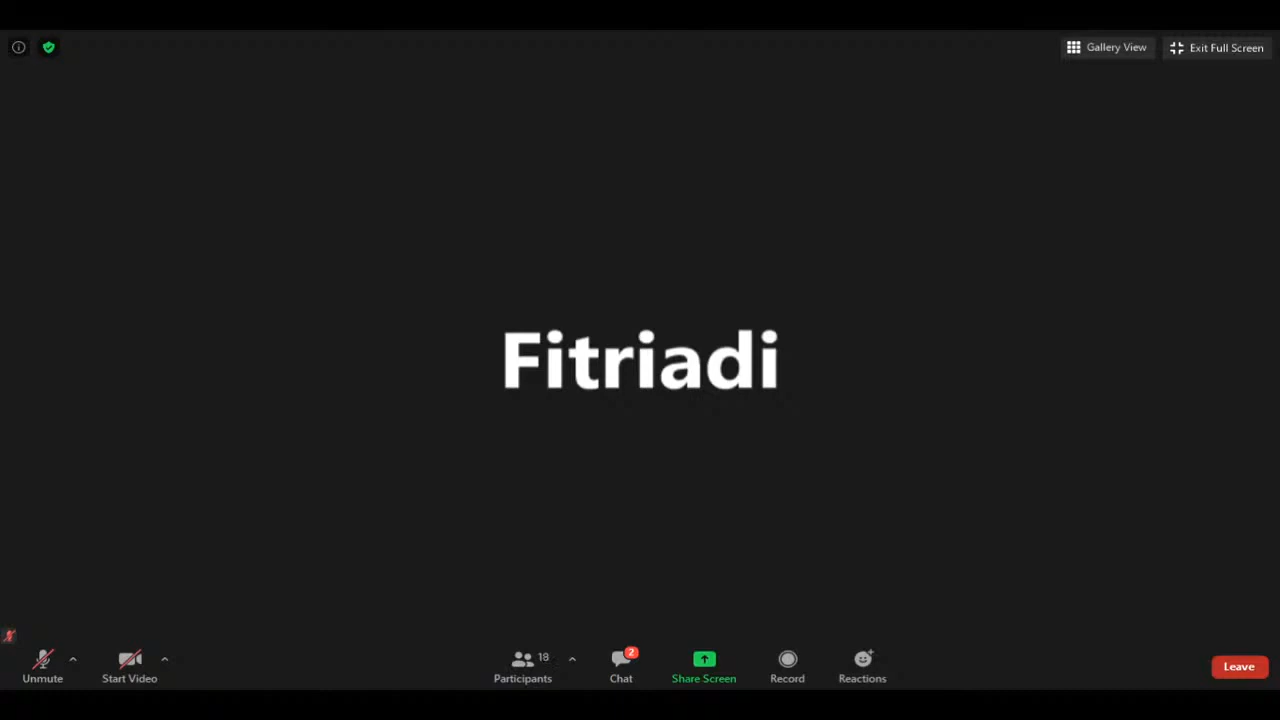 Gallery View
Exit Full Screen
Fitriadi
Unmute
Start Video
18
Participants
2
Chat
Share Screen
Record
Reactions
Leave